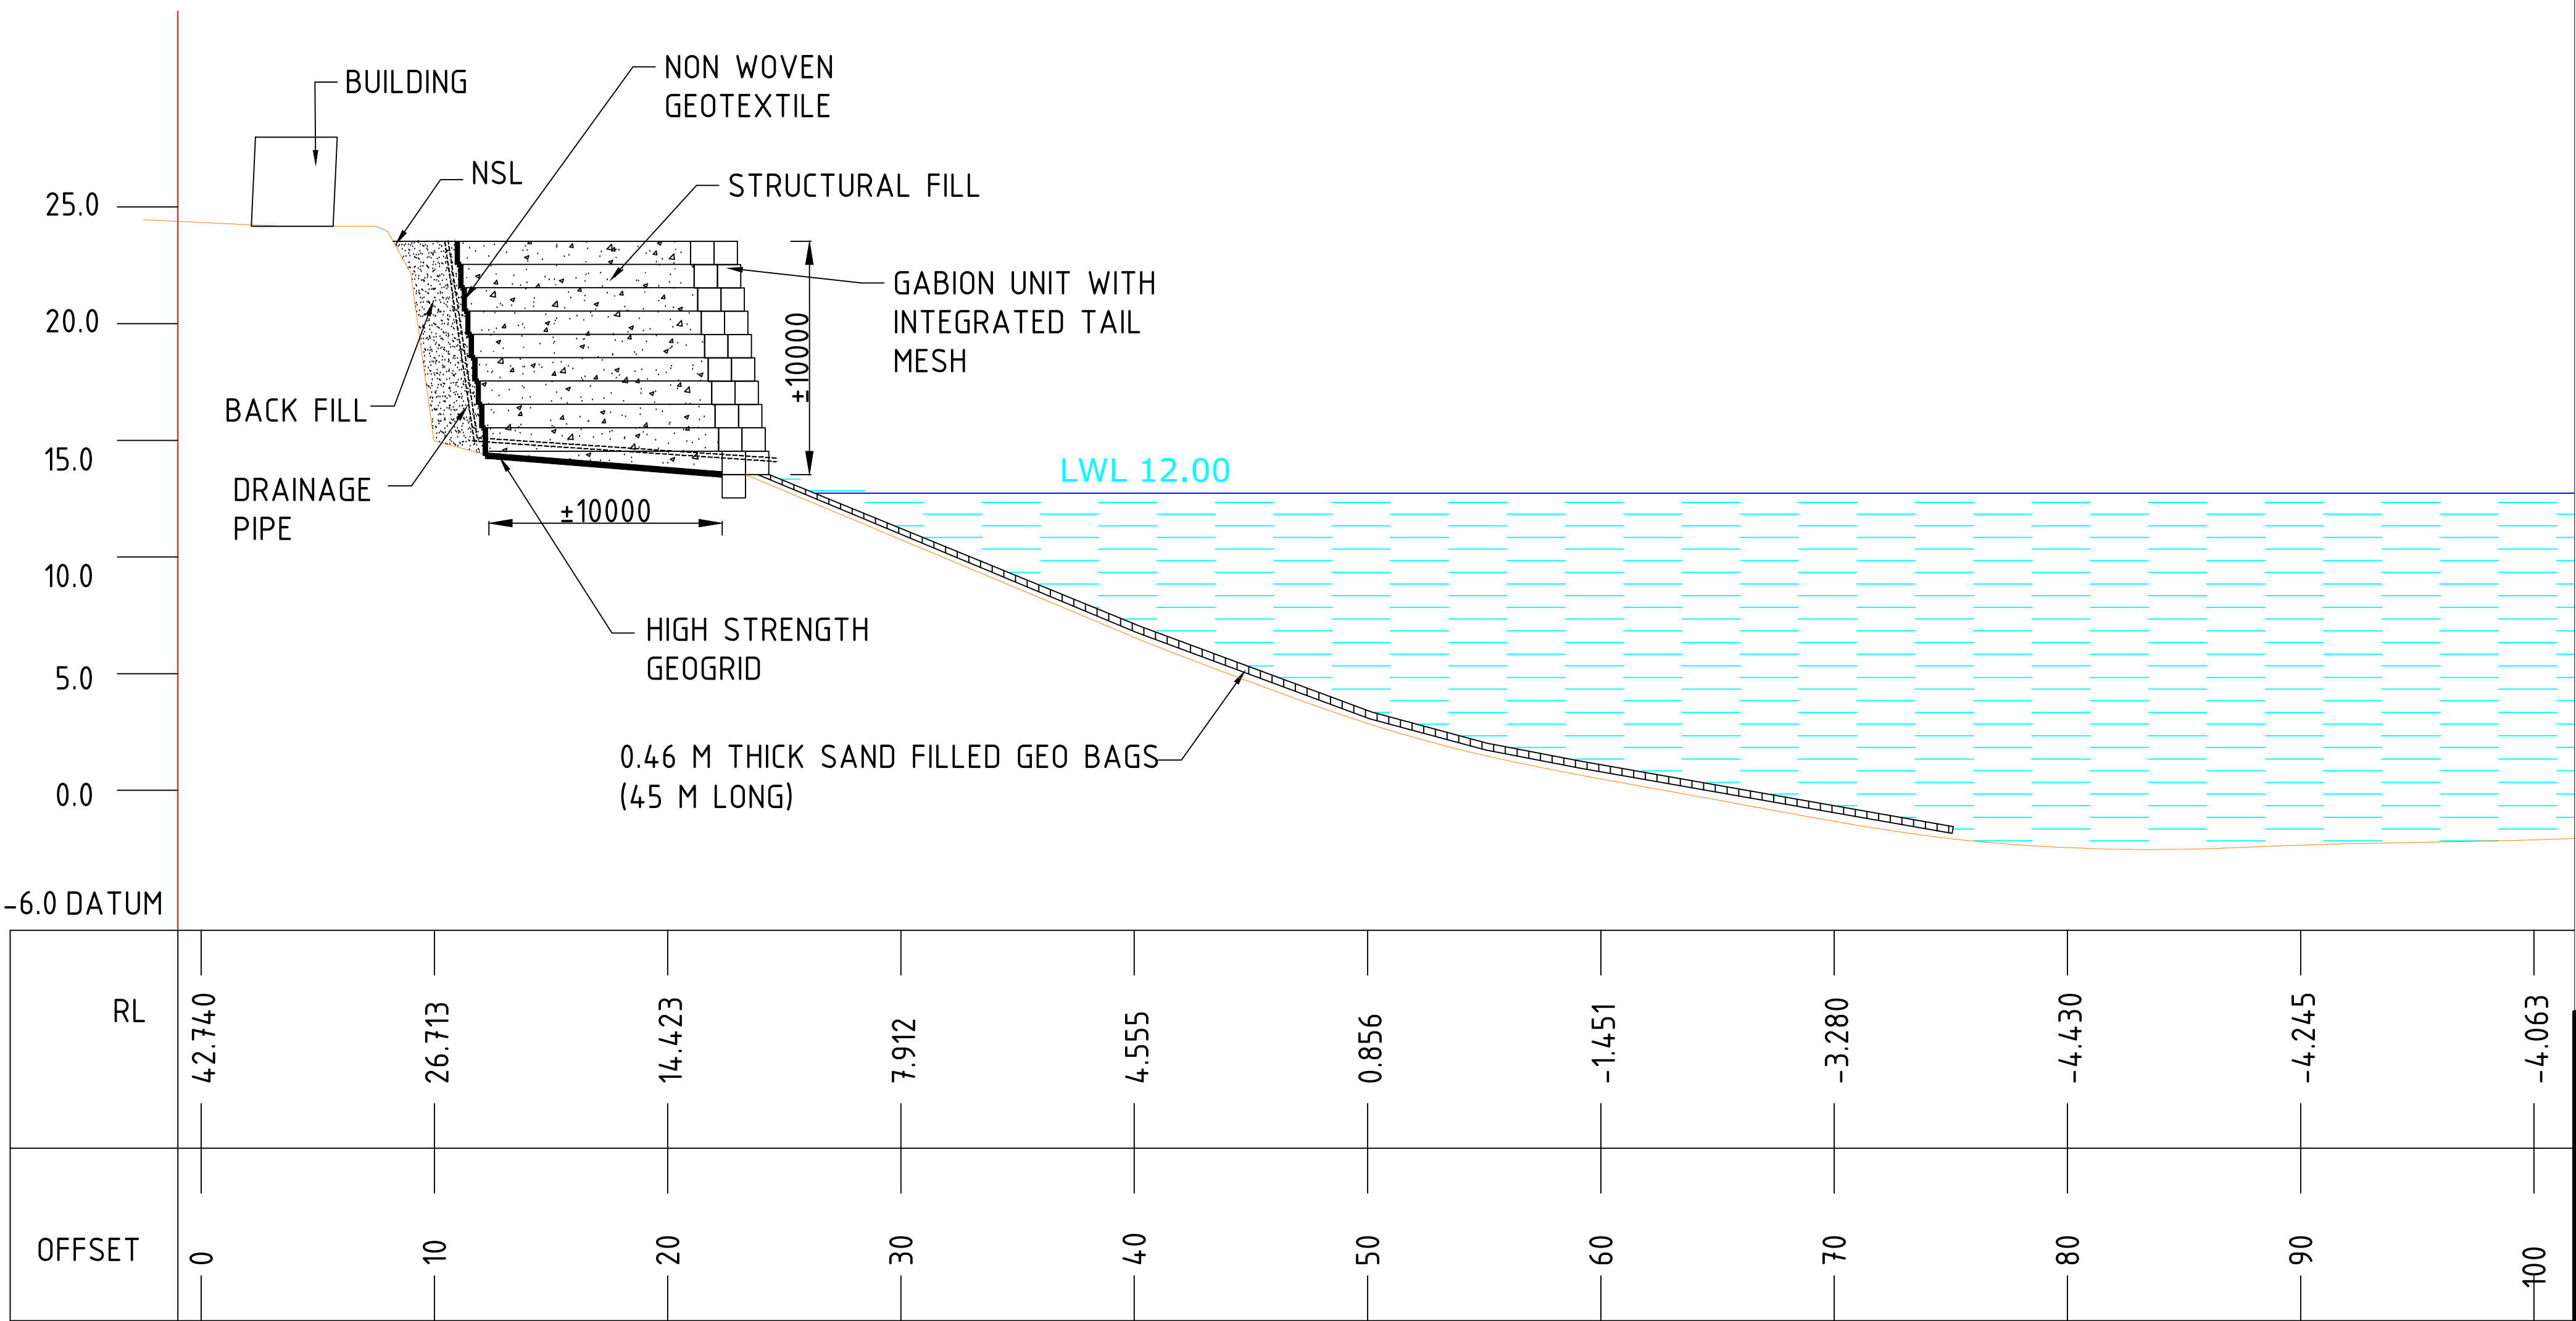 BUILDING
NON WOVEN
GEOTEXTILE
NSL
STRUCTURAL FILL
25.0
20.0
15.0
10.0
5.0
0.0
-6.0 DATUM
GABION UNIT WITH
INTEGRATED TAIL
MESH
±10000
BACK FILL
DRAINAGE
PIPE
±10000
LWL 12.00
HIGH STRENGTH
GEOGRID
0.46 M THICK SAND FILLED GEO BAGS
(45 M LONG)
RL
42.740
26.713
14.423
7.912
4.555
0.856
-1.451
-3.280
-4.430
-4.245
-4.063
OFFSET
0
10
20
30
40
50
60
70
80
90
100